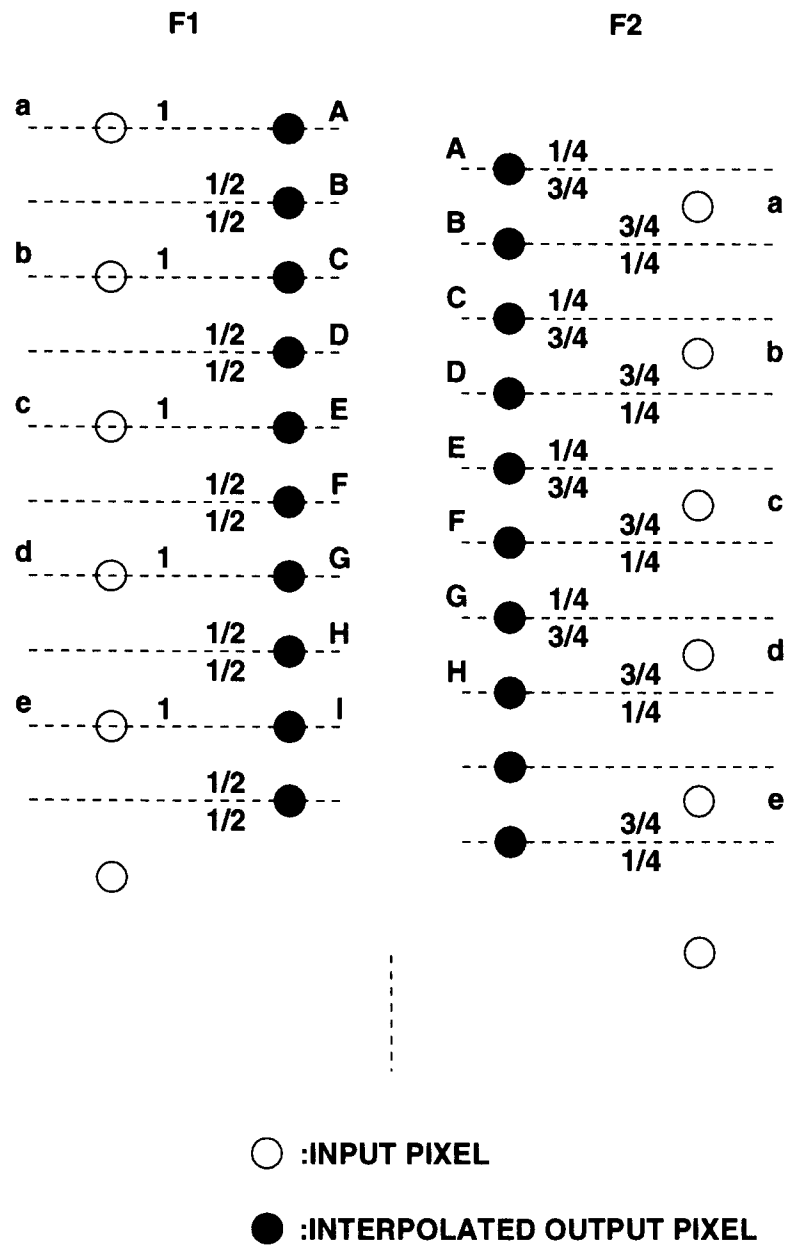 F1 F2
a 1 A
1/2 B
1/2
b 1 C
1/2 D
1/2
c 1 E
1/2 F
1/2
d 1 G
1/2 H
1/2
e 1 I
1/2
1/2
A 1/4
3/4 a
B 3/4
1/4
C 1/4
3/4 b
D 3/4
1/4
E 1/4
3/4 c
F 3/4
1/4
G 1/4
3/4 d
H 3/4
1/4
e
3/4
1/4
:INPUT PIXEL
:INTERPOLATED OUTPUT PIXEL